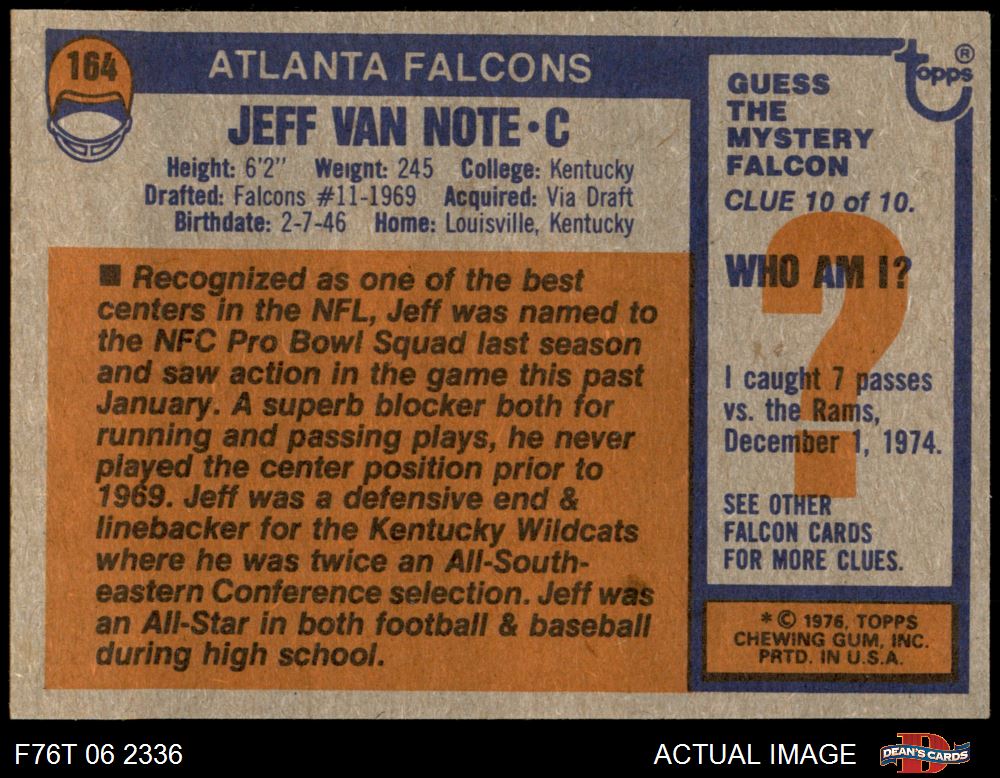 164
ATLANTA FALCONS
JEFF VAN NOTE • C
Height: 6'2" Weight: 245 College: Kentucky
Drafted: Falcons #11-1969 Acquired: Via Draft
Birthdate: 2-7-46 Home: Louisville, Kentucky
■ Recognized as one of the best
centers in the NFL, Jeff was named to
the NFC Pro Bowl Squad last season
and saw action in the game this past
January. A superb blocker both for
running and passing plays, he never
played the center position prior to
1969. Jeff was a defensive end &
linebacker for the Kentucky Wildcats
where he was twice an All-South-
eastern Conference selection. Jeff was
an All-Star in both football & baseball
during high school.
Topps ®
GUESS
THE
MYSTERY
FALCON
CLUE 10 of 10.
?
WHO AM I?
I caught 7 passes
vs. the Rams,
December 1, 1974.
SEE OTHER
FALCON CARDS
FOR MORE CLUES.
* © 1976, TOPPS
CHEWING GUM, INC.
PRTD. IN U.S.A.
F76T 06 2336
ACTUAL IMAGE
D
DEAN'S CARDS